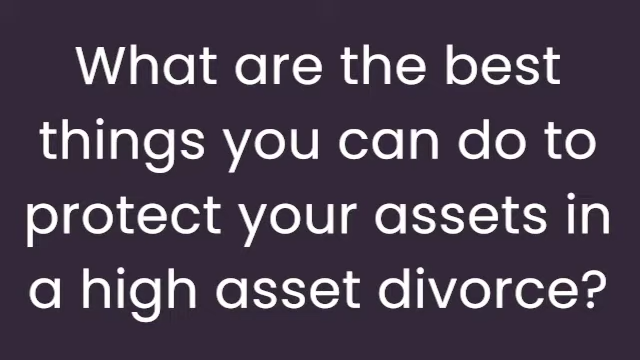 What are the best
things you can do to
protect your assets in
a high asset divorce?